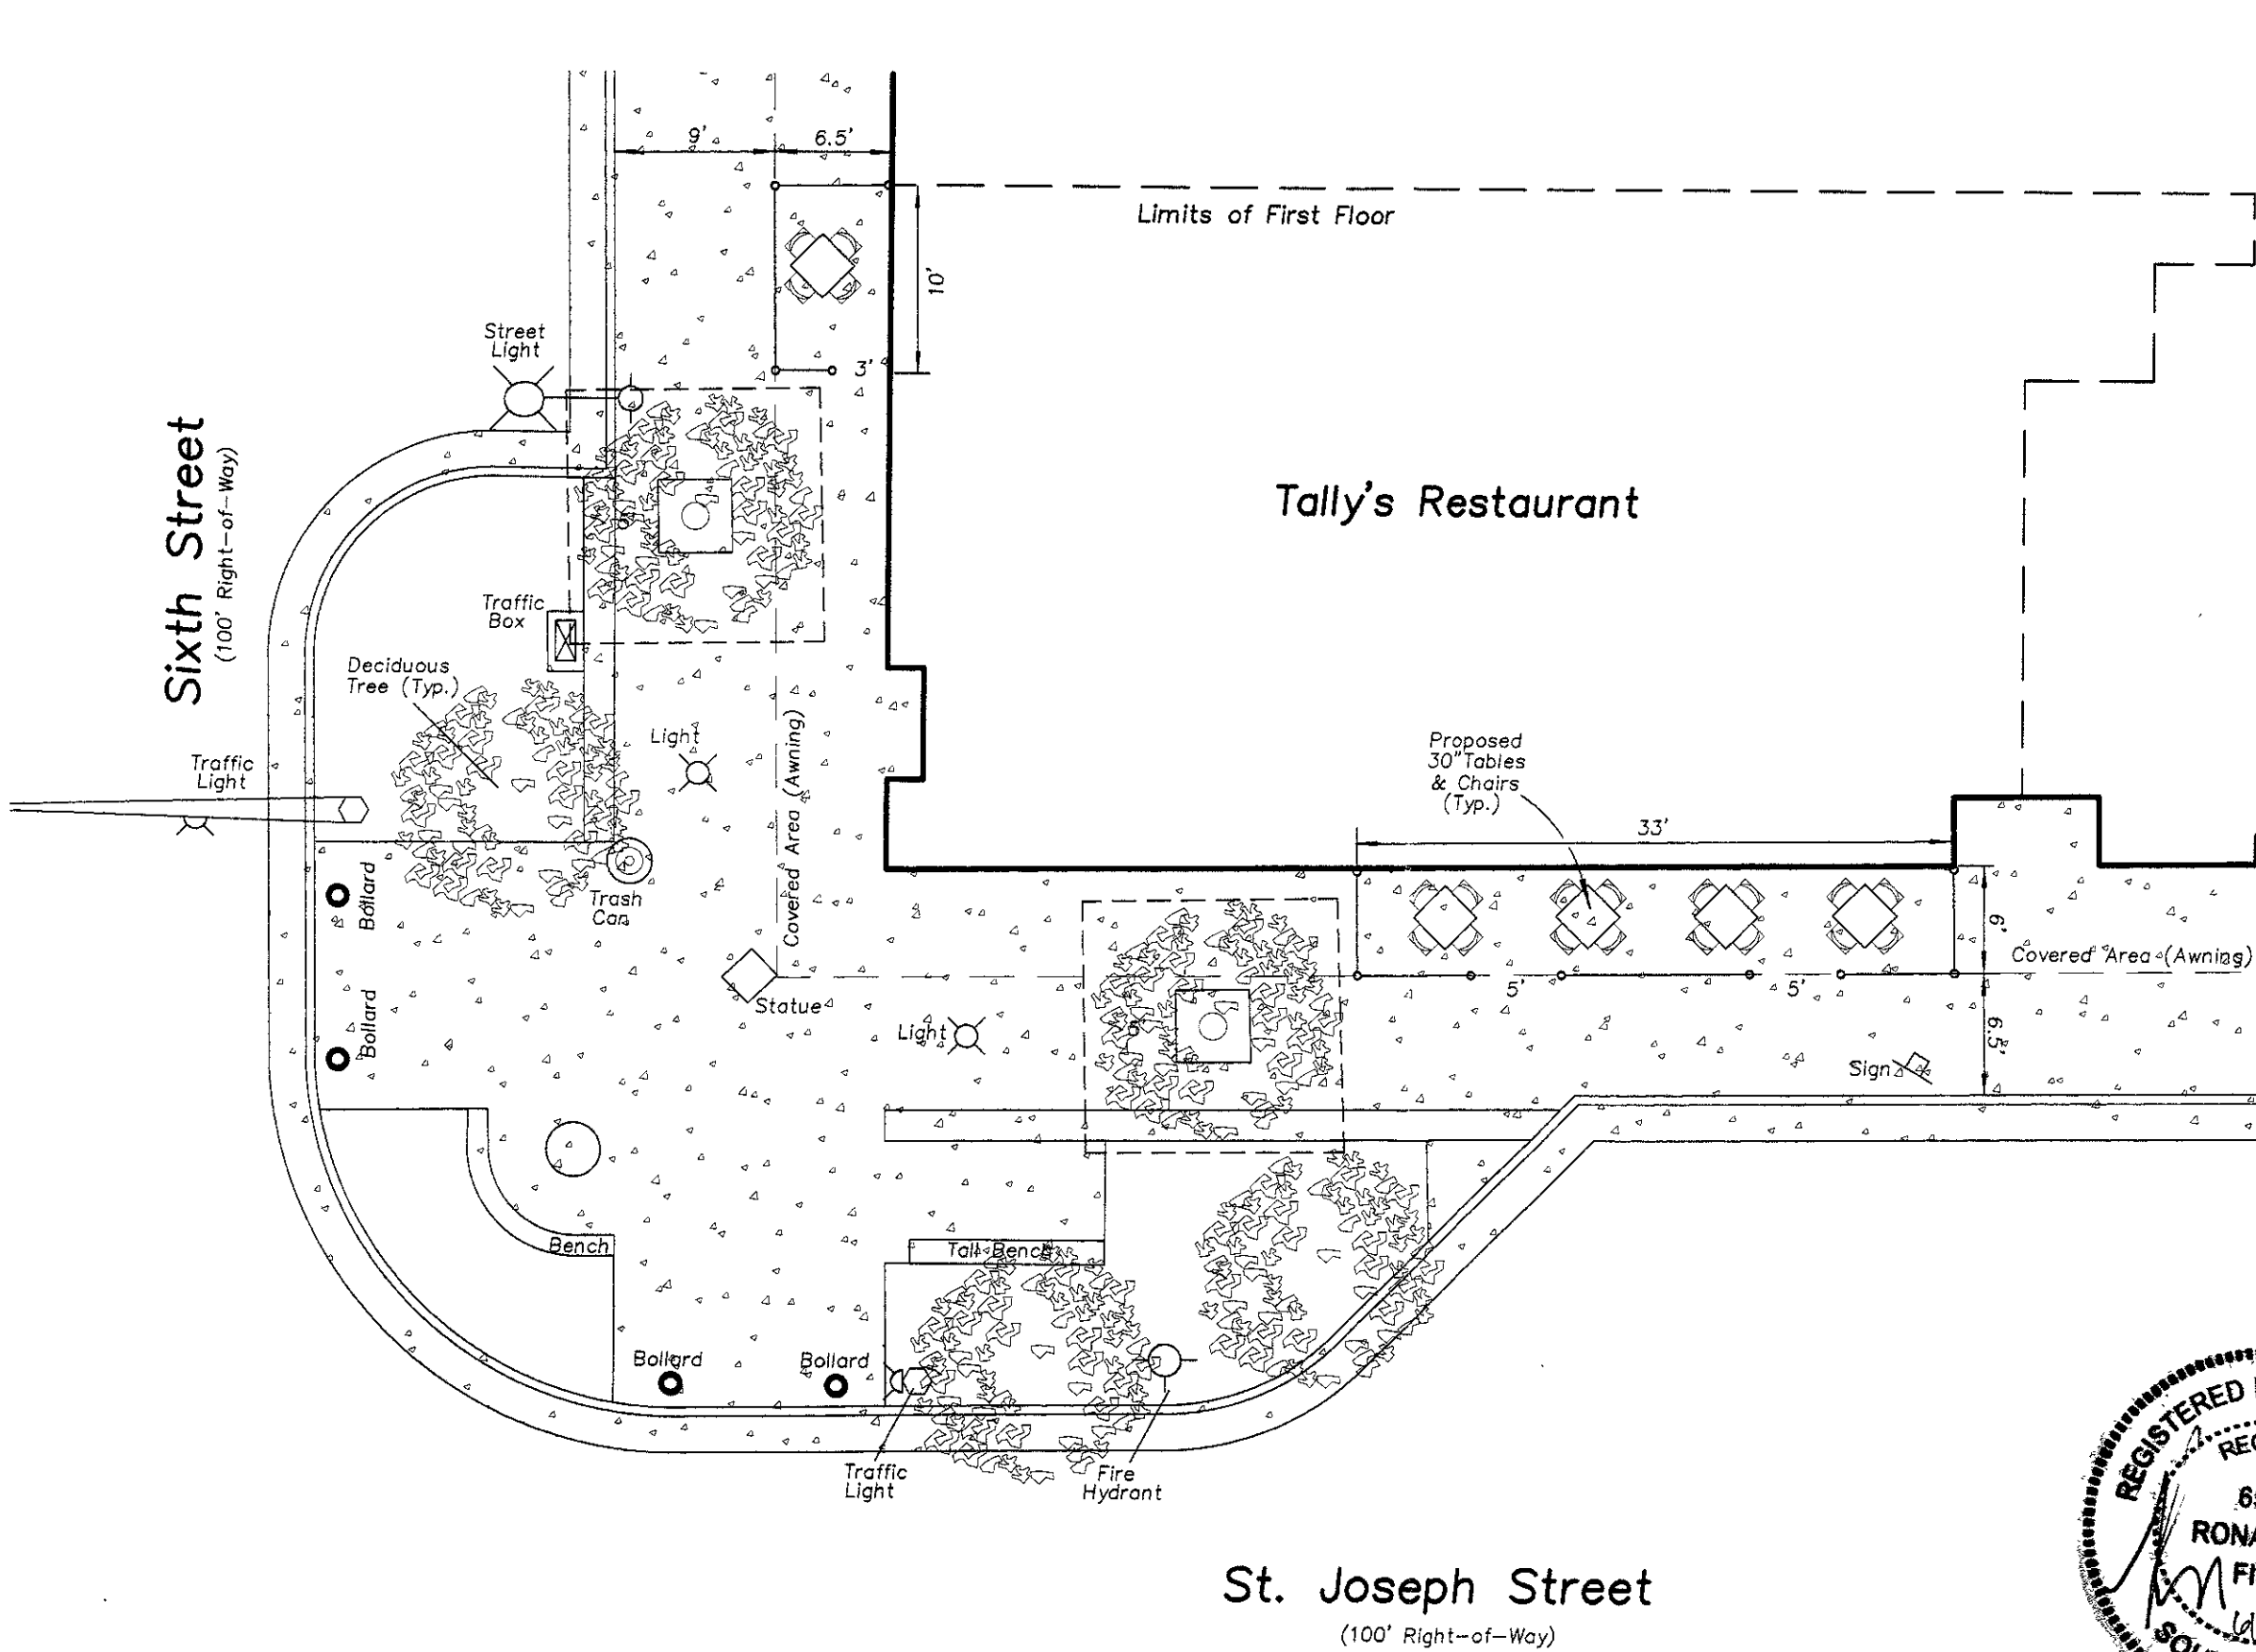 9'
6.5'
Limits of First Floor
10'
3'
Street
Light
Sixth Street
(100' Right-of-Way)
Tally's Restaurant
Traffic
Box
Deciduous
Tree (Typ.)
Light
Covered Area (Awning)
Traffic
Light
Proposed
30"Tables
& Chairs
(Typ.)
33'
Bollard
Trash
Can
6'
Covered Area (Awning)
Statue
5'
5'
Bollard
Light
6.5'
Sign
Bench
Tall Bench
Bollard
Bollard
Traffic
Light
Fire
Hydrant
St. Joseph Street
(100' Right-of-Way)
REGISTERED